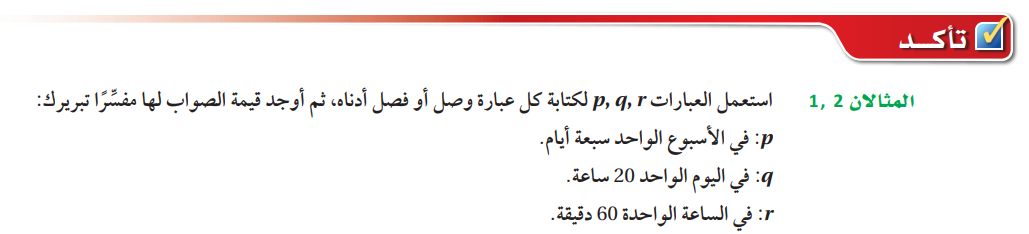 تأكـد
المثالان 2 ,1 استعمل العبارات p, q, r لكتابة كل عبارة وصل أو فصل أدناه، ثم أوجد قيمة الصواب لها مفسِّرًا تبريرك:
p: في الأسبوع الواحد سبعة أيام.
q: في اليوم الواحد 20 ساعة.
r: في الساعة الواحدة 60 دقيقة.